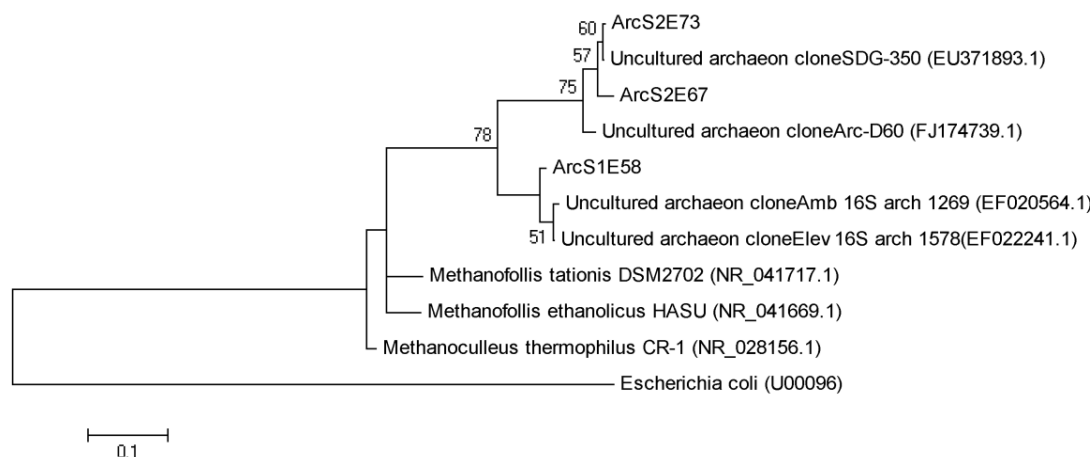 ArcS2E73
60
Uncultured archaeon cloneSDG-350 (EU371893.1)
57
75
ArcS2E67
Uncultured archaeon cloneArc-D60 (FJ174739.1)
78
ArcS1E58
Uncultured archaeon cloneAmb 16S arch 1269 (EF020564.1)
51
Uncultured archaeon cloneElev 16S arch 1578(EF022241.1)
Methanofollis tationis DSM2702 (NR_041717.1)
Methanofollis ethanolicus HASU (NR_041669.1)
Methanoculleus thermophilus CR-1 (NR_028156.1)
Escherichia coli (U00096)
0.1